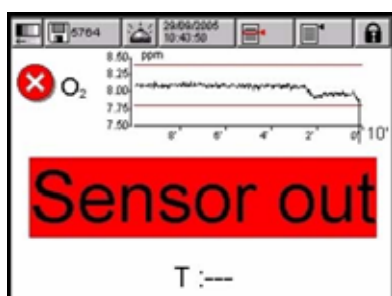 5764
29/09/2005
10:43:50
8.50 ppm
8.25
8.00
7.75
7.50
O₂
8' 6' 4' 2' 0' 10'
Sensor out
T :---